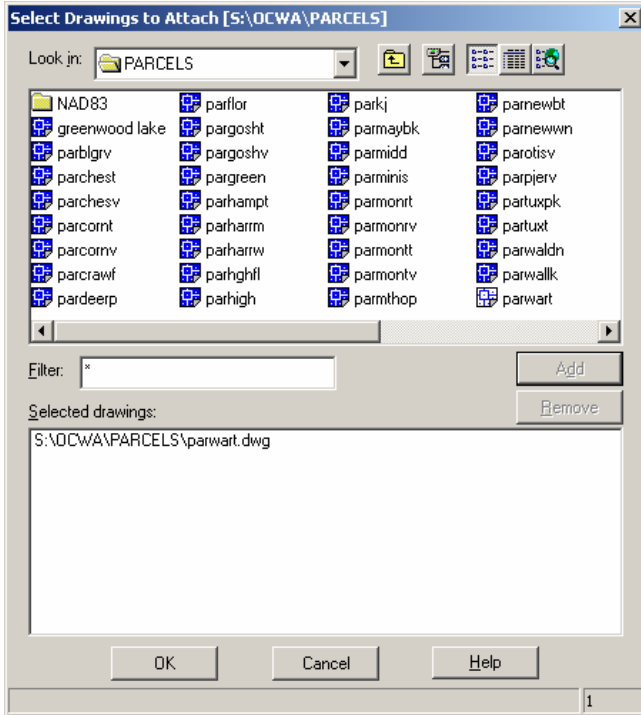 Select Drawings to Attach [S:\OCWA\PARCELS]
Look in: PARCELS
NAD83 parflor parkj parnewbt
greenwood lake pargosht parmaybk parnewwn
parblgrv pargoshv parmidd parotisv
parchest pargreen parminis parpjerv
parchesv parhampt parmonrt partuxpk
parcornt parharrm parmonrv partuxt
parcornv parharrw parmontt parwaldn
parcrawf parhghfl parmontv parwallk
pardeerp parhigh parmthop parwart
Filter: * Add
Selected drawings: Remove
S:\OCWA\PARCELS\parwart.dwg
OK Cancel Help
1